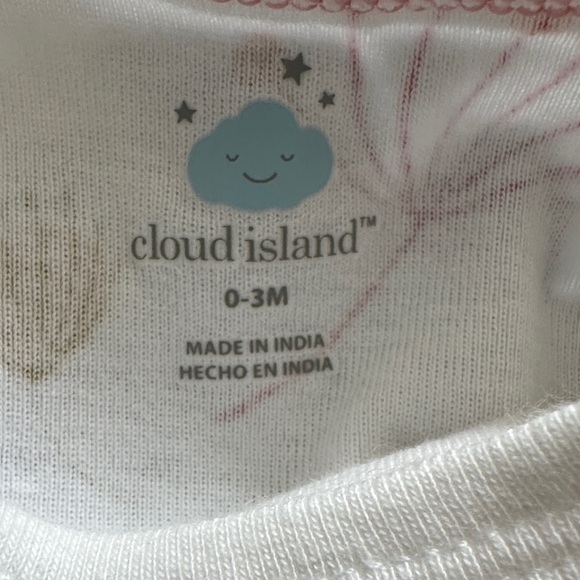 cloud island™
0-3M
MADE IN INDIA
HECHO EN INDIA